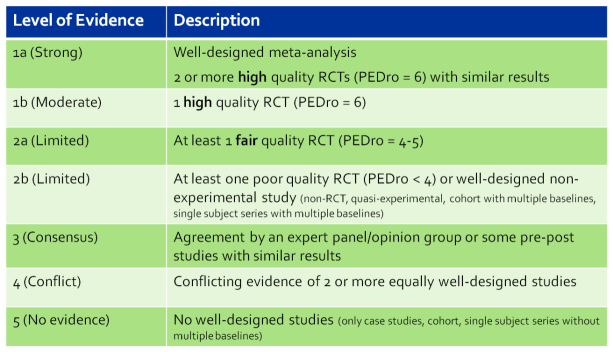 Level of Evidence Description
1a (Strong) Well-designed meta-analysis
2 or more high quality RCTs (PEDro = 6) with similar results
1b (Moderate) 1 high quality RCT (PEDro = 6)
2a (Limited) At least 1 fair quality RCT (PEDro = 4-5)
2b (Limited) At least one poor quality RCT (PEDro < 4) or well-designed non-
experimental study (non-RCT, quasi-experimental, cohort with multiple baselines,
single subject series with multiple baselines)
3 (Consensus) Agreement by an expert panel/opinion group or some pre-post
studies with similar results
4 (Conflict) Conflicting evidence of 2 or more equally well-designed studies
5 (No evidence) No well-designed studies (only case studies, cohort, single subject series without
multiple baselines)